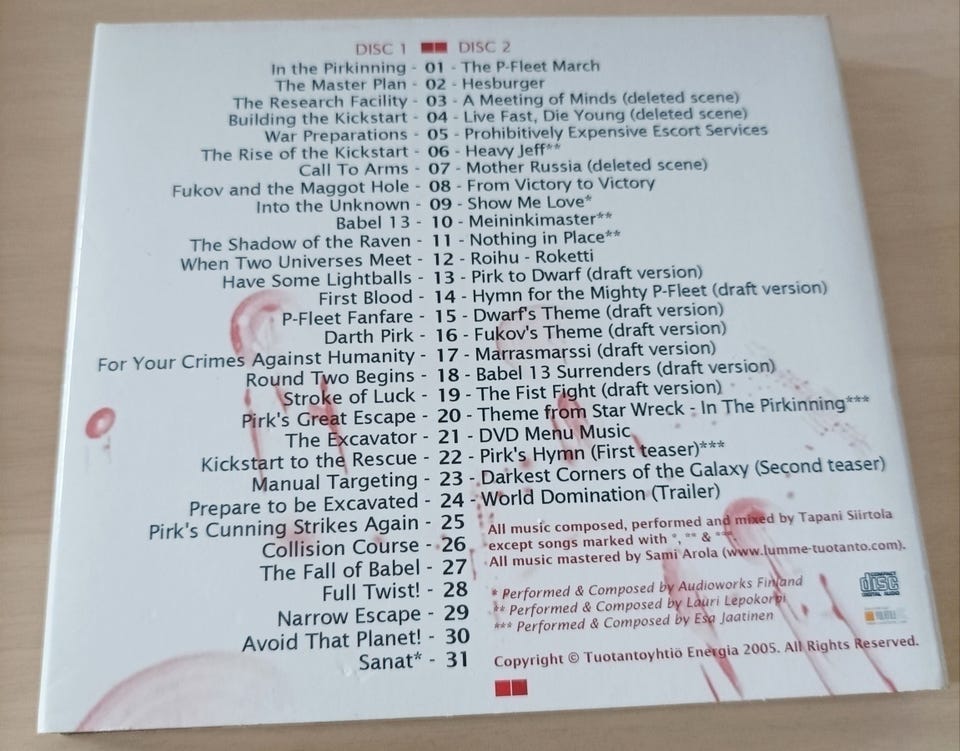 DISC 1 DISC 2
In the Pirkinning - 01 - The P-Fleet March
The Master Plan - 02 - Hesburger
The Research Facility - 03 - A Meeting of Minds (deleted scene)
Building the Kickstart - 04 - Live Fast, Die Young (deleted scene)
War Preparations - 05 - Prohibitively Expensive Escort Services
The Rise of the Kickstart - 06 - Heavy Jeff**
Call To Arms - 07 - Mother Russia (deleted scene)
Fukov and the Maggot Hole - 08 - From Victory to Victory
Into the Unknown - 09 - Show Me Love*
Babel 13 - 10 - Meininkimaster**
The Shadow of the Raven - 11 - Nothing in Place**
When Two Universes Meet - 12 - Roihu - Roketti
Have Some Lightballs - 13 - Pirk to Dwarf (draft version)
First Blood - 14 - Hymn for the Mighty P-Fleet (draft version)
P-Fleet Fanfare - 15 - Dwarf's Theme (draft version)
Darth Pirk - 16 - Fukov's Theme (draft version)
For Your Crimes Against Humanity - 17 - Marrasmarssi (draft version)
Round Two Begins - 18 - Babel 13 Surrenders (draft version)
Stroke of Luck - 19 - The Fist Fight (draft version)
Pirk's Great Escape - 20 - Theme from Star Wreck - In The Pirkinning***
The Excavator - 21 - DVD Menu Music
Kickstart to the Rescue - 22 - Pirk's Hymn (First teaser)***
Manual Targeting - 23 - Darkest Corners of the Galaxy (Second teaser)
Prepare to be Excavated - 24 - World Domination (Trailer)
Pirk's Cunning Strikes Again - 25
Collision Course - 26
The Fall of Babel - 27
Full Twist! - 28
Narrow Escape - 29
Avoid That Planet! - 30
Sanat* - 31
All music composed, performed and mixed by Tapani Siirtola
except songs marked with *, ** & ***.
All music mastered by Sami Arola (www.lumme-tuotanto.com).
* Performed & Composed by Audioworks Finland
** Performed & Composed by Lauri Lepokorpi
*** Performed & Composed by Esa Jaatinen
COMPACT
disc
DIGITAL AUDIO
Copyright © Tuotantoyhtiö Energia 2005. All Rights Reserved.